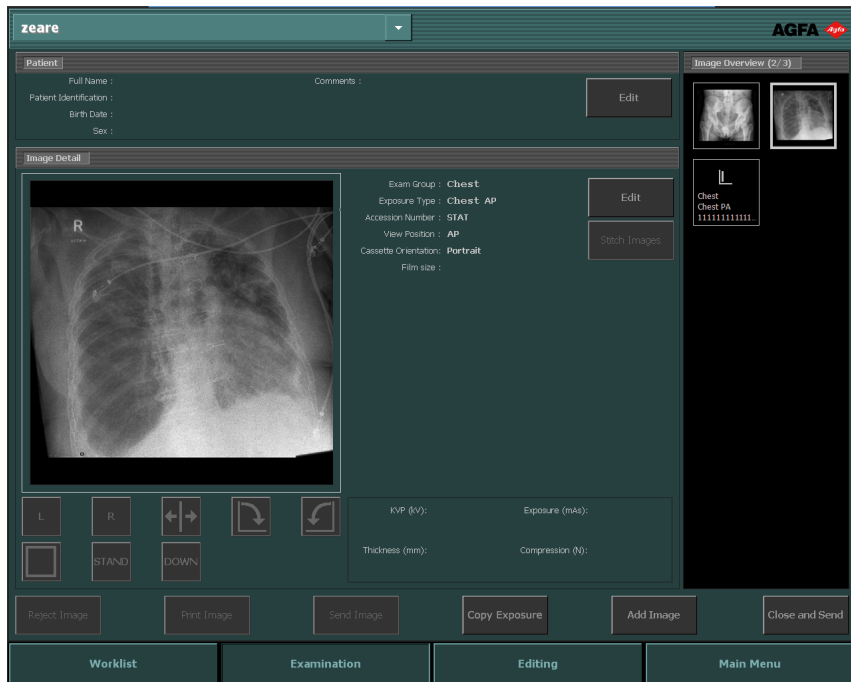 zeare
AGFA Agfa
Patient
Full Name :
Comments :
Patient Identification :
Birth Date :
Sex :
Edit
Image Overview (2/3)
Image Detail
R
Exam Group : Chest
Exposure Type : Chest AP
Accession Number : STAT
View Position : AP
Cassette Orientation: Portrait
Film size :
Edit
Stitch Images
L
Chest
Chest PA
111111111111...
L
R
STAND
DOWN
KVP (kV):
Exposure (mAs):
Thickness (mm):
Compression (N):
Reject Image
Print Image
Send Image
Copy Exposure
Add Image
Close and Send
Worklist
Examination
Editing
Main Menu